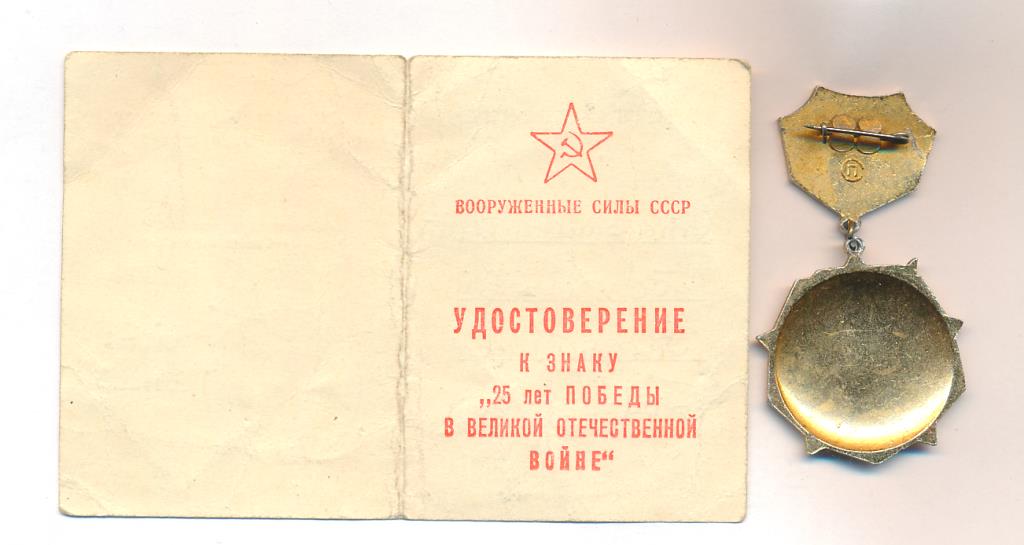 ВООРУЖЕННЫЕ СИЛЫ СССР
УДОСТОВЕРЕНИЕ
К ЗНАКУ
„25 лет ПОБЕДЫ
В ВЕЛИКОЙ ОТЕЧЕСТВЕННОЙ
ВОЙНЕ“
П